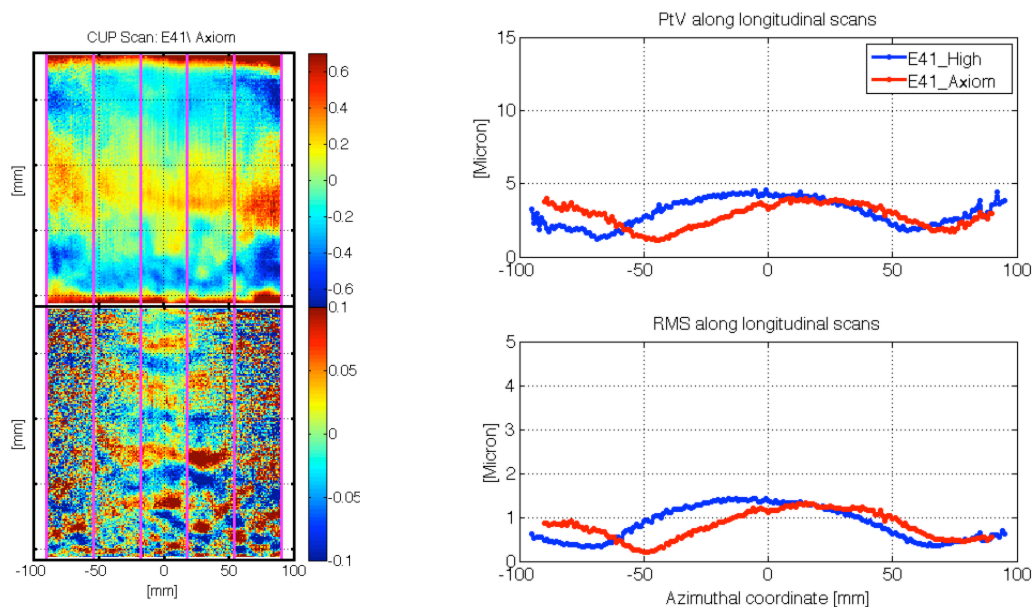 CUP Scan: E41\ Axiom
[mm]
0.6
0.4
0.2
0
-0.2
-0.4
-0.6
0.1
[mm]
0.05
0
-0.05
-0.1
-100 -50 0 50 100
[mm]
PtV along longitudinal scans
E41_High
E41_Axiom
[Micron]
15
10
5
0
-100 -50 0 50 100
RMS along longitudinal scans
[Micron]
5
4
3
2
1
0
-100 -50 0 50 100
Azimuthal coordinate [mm]